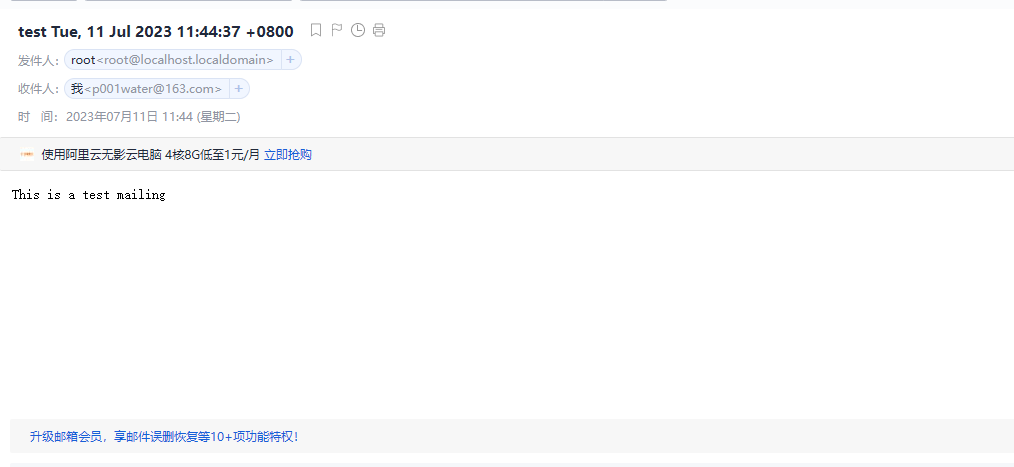 test Tue, 11 Jul 2023 11:44:37 +0800
发件人： root<root@localhost.localdomain> +
收件人： 我<p001water@163.com> +
时 间： 2023年07月11日 11:44 (星期二)
使用阿里云无影云电脑 4核8G低至1元/月 立即抢购
This is a test mailing
升级邮箱会员，享邮件误删恢复等10+项功能特权！